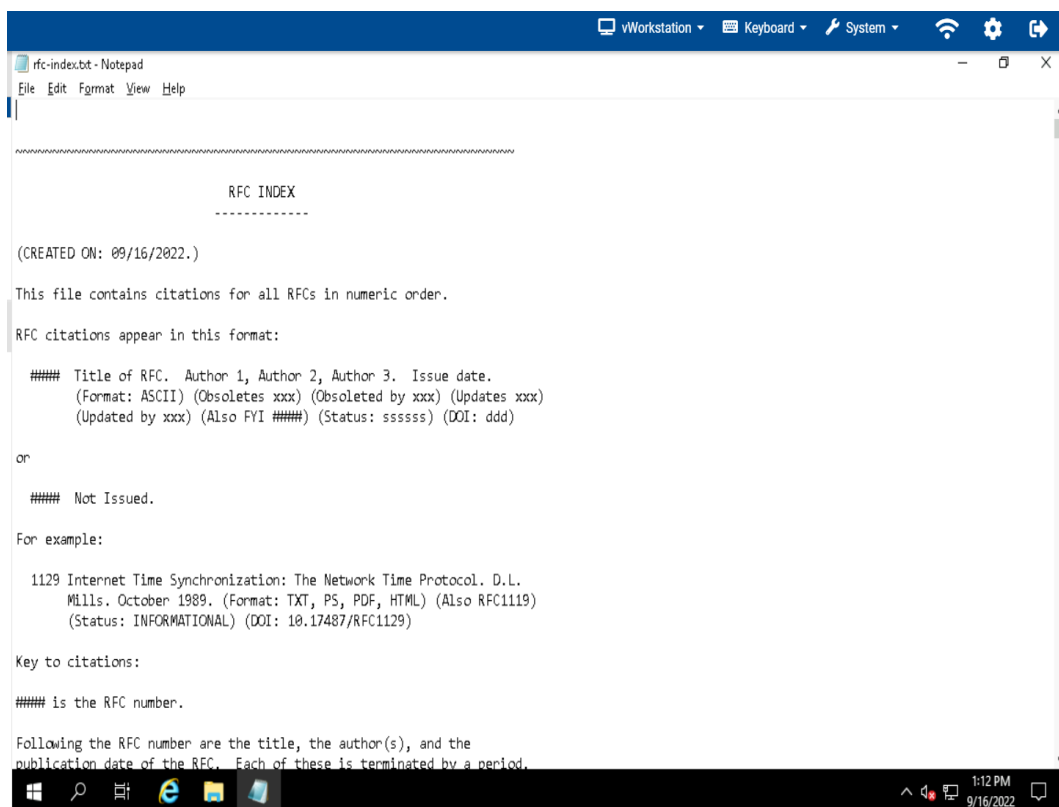 vWorkstation Keyboard System
rfc-index.txt - Notepad
File Edit Format View Help
~~~~~~~~~~~~~~~~~~~~~~~~~~~~~~~~~~~~~~~~~~~~~~~~~~~~~~~~~~~~~~~~~~~~~~~~~~~~
RFC INDEX
-------------
(CREATED ON: 09/16/2022.)
This file contains citations for all RFCs in numeric order.
RFC citations appear in this format:
#### Title of RFC. Author 1, Author 2, Author 3. Issue date.
(Format: ASCII) (Obsoletes xxx) (Obsoleted by xxx) (Updates xxx)
(Updated by xxx) (Also FYI ####) (Status: ssssss) (DOI: ddd)
or
#### Not Issued.
For example:
1129 Internet Time Synchronization: The Network Time Protocol. D.L.
Mills. October 1989. (Format: TXT, PS, PDF, HTML) (Also RFC1119)
(Status: INFORMATIONAL) (DOI: 10.17487/RFC1129)
Key to citations:
#### is the RFC number.
Following the RFC number are the title, the author(s), and the
publication date of the RFC. Each of these is terminated by a period.
1:12 PM
9/16/2022